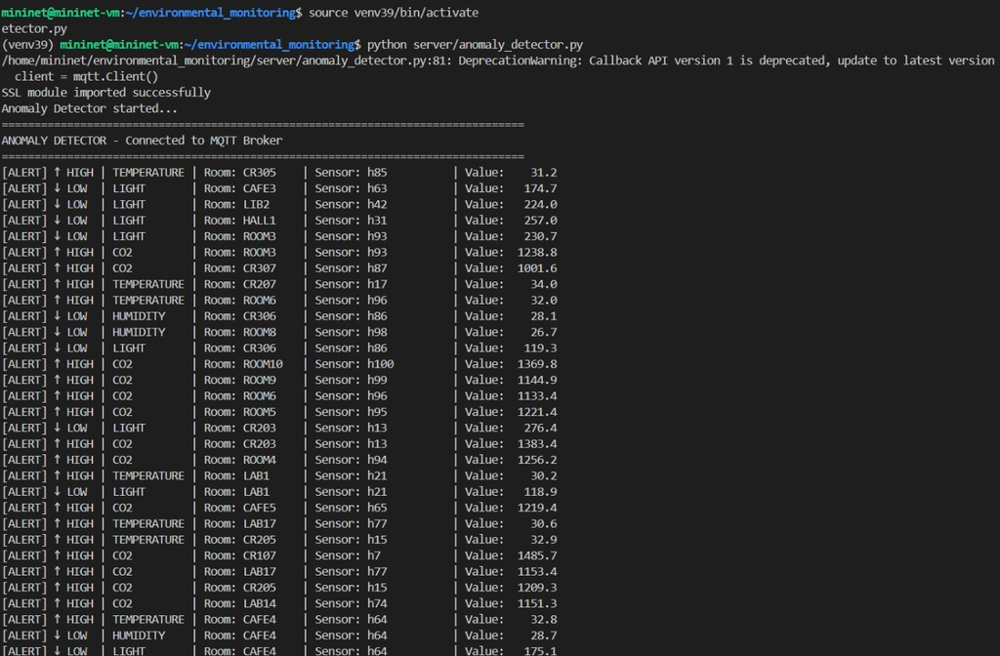 mininet@mininet-vm:~/environmental_monitoring$ source venv39/bin/activate
etector.py
(venv39) mininet@mininet-vm:~/environmental_monitoring$ python server/anomaly_detector.py
/home/mininet/environmental_monitoring/server/anomaly_detector.py:81: DeprecationWarning: Callback API version 1 is deprecated, update to latest version
  client = mqtt.Client()
SSL module imported successfully
Anomaly Detector started...
================================================================================
ANOMALY DETECTOR - Connected to MQTT Broker
================================================================================
[ALERT] ↑ HIGH | TEMPERATURE | Room: CR305    | Sensor: h85           | Value:    31.2
[ALERT] ↓ LOW  | LIGHT       | Room: CAFE3    | Sensor: h63           | Value:   174.7
[ALERT] ↓ LOW  | LIGHT       | Room: LIB2     | Sensor: h42           | Value:   224.0
[ALERT] ↓ LOW  | LIGHT       | Room: HALL1    | Sensor: h31           | Value:   257.0
[ALERT] ↓ LOW  | LIGHT       | Room: ROOM3    | Sensor: h93           | Value:   230.7
[ALERT] ↑ HIGH | CO2         | Room: ROOM3    | Sensor: h93           | Value:  1238.8
[ALERT] ↑ HIGH | CO2         | Room: CR307    | Sensor: h87           | Value:  1001.6
[ALERT] ↑ HIGH | TEMPERATURE | Room: CR207    | Sensor: h17           | Value:    34.0
[ALERT] ↑ HIGH | TEMPERATURE | Room: ROOM6    | Sensor: h96           | Value:    32.0
[ALERT] ↓ LOW  | HUMIDITY    | Room: CR306    | Sensor: h86           | Value:    28.1
[ALERT] ↓ LOW  | HUMIDITY    | Room: ROOM8    | Sensor: h98           | Value:    26.7
[ALERT] ↓ LOW  | LIGHT       | Room: CR306    | Sensor: h86           | Value:   119.3
[ALERT] ↑ HIGH | CO2         | Room: ROOM10   | Sensor: h100          | Value:  1369.8
[ALERT] ↑ HIGH | CO2         | Room: ROOM9    | Sensor: h99           | Value:  1144.9
[ALERT] ↑ HIGH | CO2         | Room: ROOM6    | Sensor: h96           | Value:  1133.4
[ALERT] ↑ HIGH | CO2         | Room: ROOM5    | Sensor: h95           | Value:  1221.4
[ALERT] ↓ LOW  | LIGHT       | Room: CR203    | Sensor: h13           | Value:   276.4
[ALERT] ↑ HIGH | CO2         | Room: CR203    | Sensor: h13           | Value:  1383.4
[ALERT] ↑ HIGH | CO2         | Room: ROOM4    | Sensor: h94           | Value:  1256.2
[ALERT] ↑ HIGH | TEMPERATURE | Room: LAB1     | Sensor: h21           | Value:    30.2
[ALERT] ↓ LOW  | LIGHT       | Room: LAB1     | Sensor: h21           | Value:   118.9
[ALERT] ↑ HIGH | CO2         | Room: CAFE5    | Sensor: h65           | Value:  1219.4
[ALERT] ↑ HIGH | TEMPERATURE | Room: LAB17    | Sensor: h77           | Value:    30.6
[ALERT] ↑ HIGH | TEMPERATURE | Room: CR205    | Sensor: h15           | Value:    32.9
[ALERT] ↑ HIGH | CO2         | Room: CR107    | Sensor: h7            | Value:  1485.7
[ALERT] ↑ HIGH | CO2         | Room: LAB17    | Sensor: h77           | Value:  1153.4
[ALERT] ↑ HIGH | CO2         | Room: CR205    | Sensor: h15           | Value:  1209.3
[ALERT] ↑ HIGH | CO2         | Room: LAB14    | Sensor: h74           | Value:  1151.3
[ALERT] ↑ HIGH | TEMPERATURE | Room: CAFE4    | Sensor: h64           | Value:    32.8
[ALERT] ↓ LOW  | HUMIDITY    | Room: CAFE4    | Sensor: h64           | Value:    28.7
[ALERT] ↓ LOW  | LIGHT       | Room: CAFE4    | Sensor: h64           | Value:   175.1